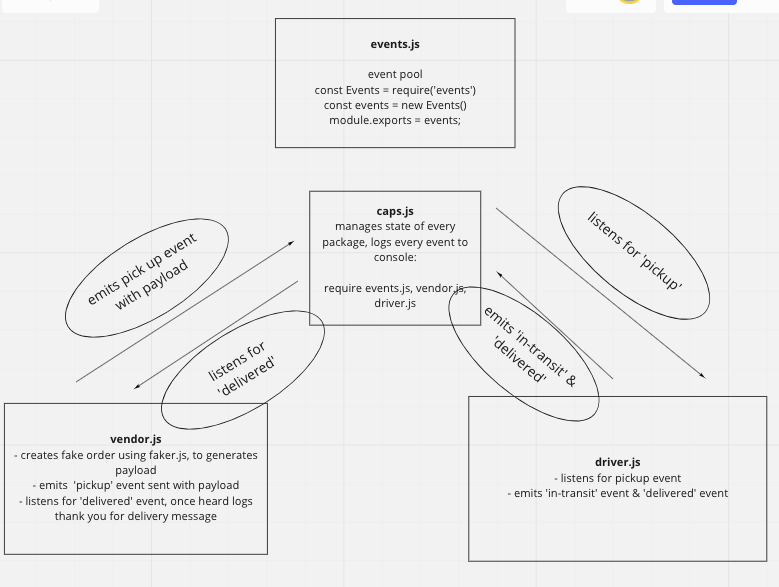 events.js
event pool
const Events = require('events')
const events = new Events()
module.exports = events;
caps.js
manages state of every
package, logs every event to
console:
require events.js, vendor.js,
driver.js
emits pick up event
with payload
listens for 'pickup'
listens for
'delivered'
emits 'in-transit' &
'delivered'
vendor.js
- creates fake order using faker.js, to generates
payload
- emits  'pickup' event sent with payload
- listens for 'delivered' event, once heard logs
thank you for delivery message
driver.js
- listens for pickup event
- emits 'in-transit' event & 'delivered' event